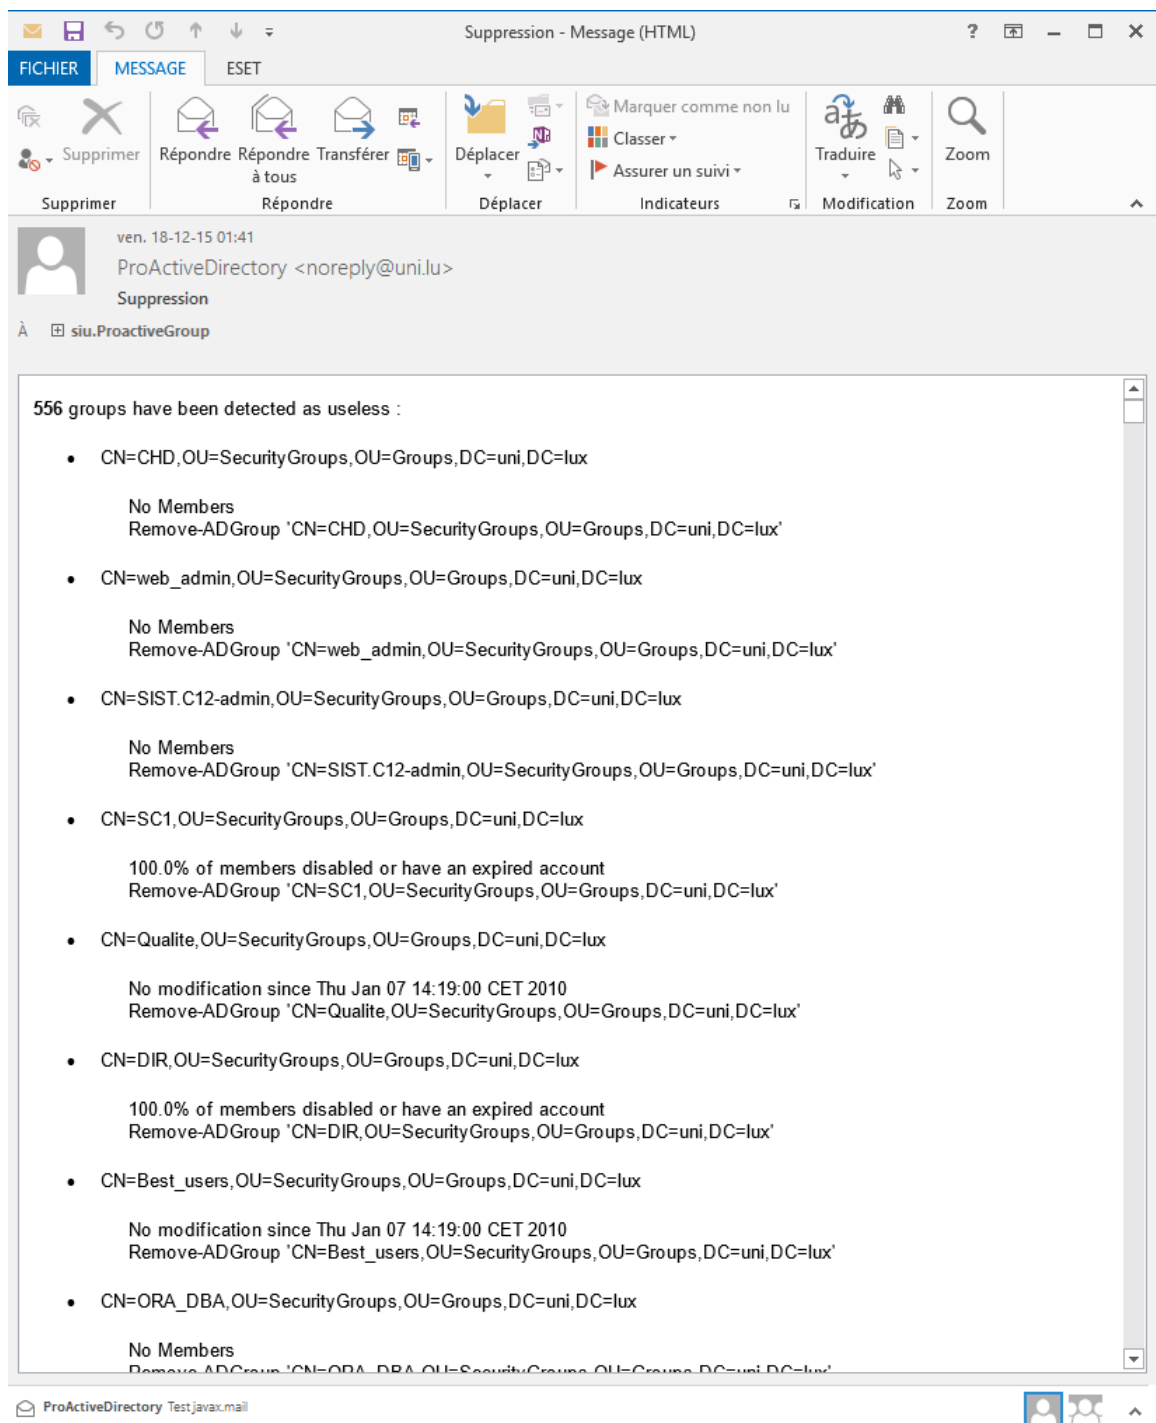 Suppression - Message (HTML)
?
FICHIER MESSAGE ESET
Supprimer
Répondre Répondre à tous Transférer
Déplacer
Marquer comme non lu
Classer
Assurer un suivi
Traduire
Zoom
Supprimer Répondre Déplacer Indicateurs Modification Zoom
ven. 18-12-15 01:41
ProActiveDirectory <noreply@uni.lu>
Suppression
À siu.ProactiveGroup
556 groups have been detected as useless :
• CN=CHD,OU=SecurityGroups,OU=Groups,DC=uni,DC=lux
No Members
Remove-ADGroup 'CN=CHD,OU=SecurityGroups,OU=Groups,DC=uni,DC=lux'
• CN=web_admin,OU=SecurityGroups,OU=Groups,DC=uni,DC=lux
No Members
Remove-ADGroup 'CN=web_admin,OU=SecurityGroups,OU=Groups,DC=uni,DC=lux'
• CN=SIST.C12-admin,OU=SecurityGroups,OU=Groups,DC=uni,DC=lux
No Members
Remove-ADGroup 'CN=SIST.C12-admin,OU=SecurityGroups,OU=Groups,DC=uni,DC=lux'
• CN=SC1,OU=SecurityGroups,OU=Groups,DC=uni,DC=lux
100.0% of members disabled or have an expired account
Remove-ADGroup 'CN=SC1,OU=SecurityGroups,OU=Groups,DC=uni,DC=lux'
• CN=Qualite,OU=SecurityGroups,OU=Groups,DC=uni,DC=lux
No modification since Thu Jan 07 14:19:00 CET 2010
Remove-ADGroup 'CN=Qualite,OU=SecurityGroups,OU=Groups,DC=uni,DC=lux'
• CN=DIR,OU=SecurityGroups,OU=Groups,DC=uni,DC=lux
100.0% of members disabled or have an expired account
Remove-ADGroup 'CN=DIR,OU=SecurityGroups,OU=Groups,DC=uni,DC=lux'
• CN=Best_users,OU=SecurityGroups,OU=Groups,DC=uni,DC=lux
No modification since Thu Jan 07 14:19:00 CET 2010
Remove-ADGroup 'CN=Best_users,OU=SecurityGroups,OU=Groups,DC=uni,DC=lux'
• CN=ORA_DBA,OU=SecurityGroups,OU=Groups,DC=uni,DC=lux
No Members
Remove-ADGroup 'CN=ORA_DBA,OU=SecurityGroups,OU=Groups,DC=uni,DC=lux'
ProActiveDirectory Test javax.mail